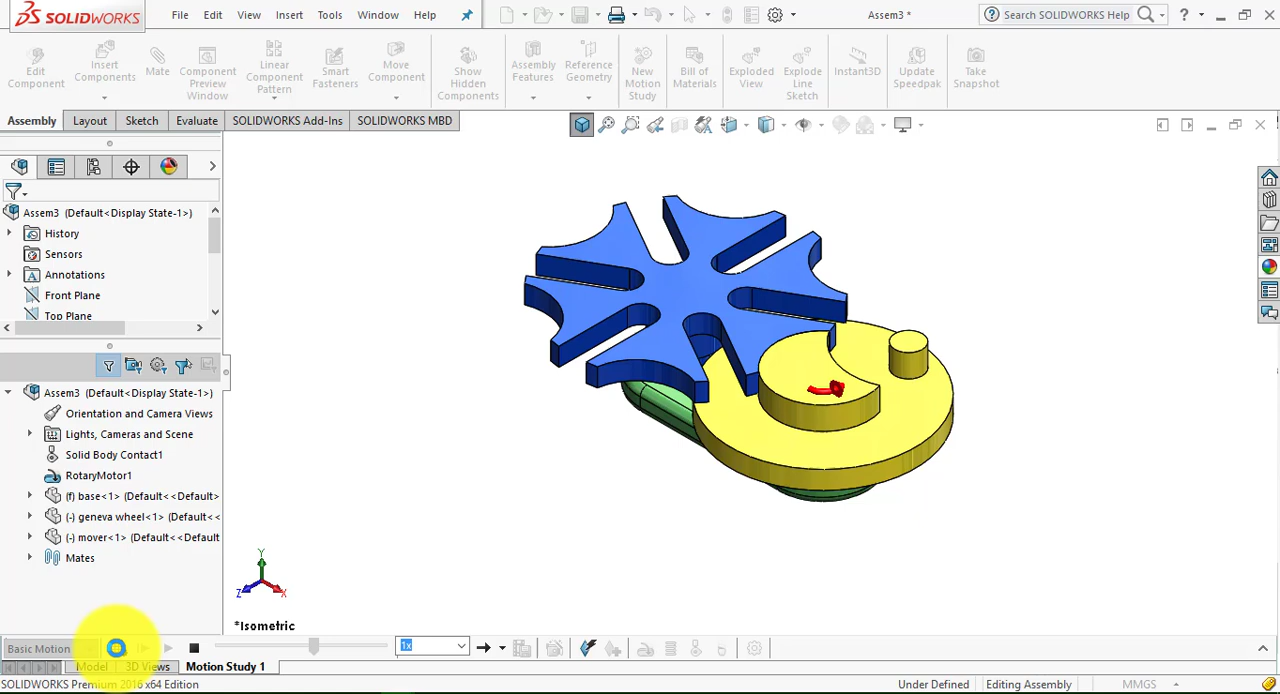 SOLIDWORKS File Edit View Insert Tools Window Help Assem3 * Search SOLIDWORKS Help ?
Edit Component
Insert Components
Mate
Component Preview Window
Linear Component Pattern
Smart Fasteners
Move Component
Show Hidden Components
Assembly Features
Reference Geometry
New Motion Study
Bill of Materials
Exploded View
Explode Line Sketch
Instant3D
Update Speedpak
Take Snapshot
Assembly Layout Sketch Evaluate SOLIDWORKS Add-Ins SOLIDWORKS MBD
Assem3 (Default<Display State-1>)
History
Sensors
Annotations
Front Plane
Top Plane
Assem3 (Default<Display State-1>)
Orientation and Camera Views
Lights, Cameras and Scene
Solid Body Contact1
RotaryMotor1
(f) base<1> (Default<<Default>
(-) geneva wheel<1> (Default<<
(-) mover<1> (Default<<Default
Mates
Y
Z X
*Isometric
Basic Motion 1x
Model 3D Views Motion Study 1
SOLIDWORKS Premium 2016 x64 Edition Under Defined Editing Assembly MMGS